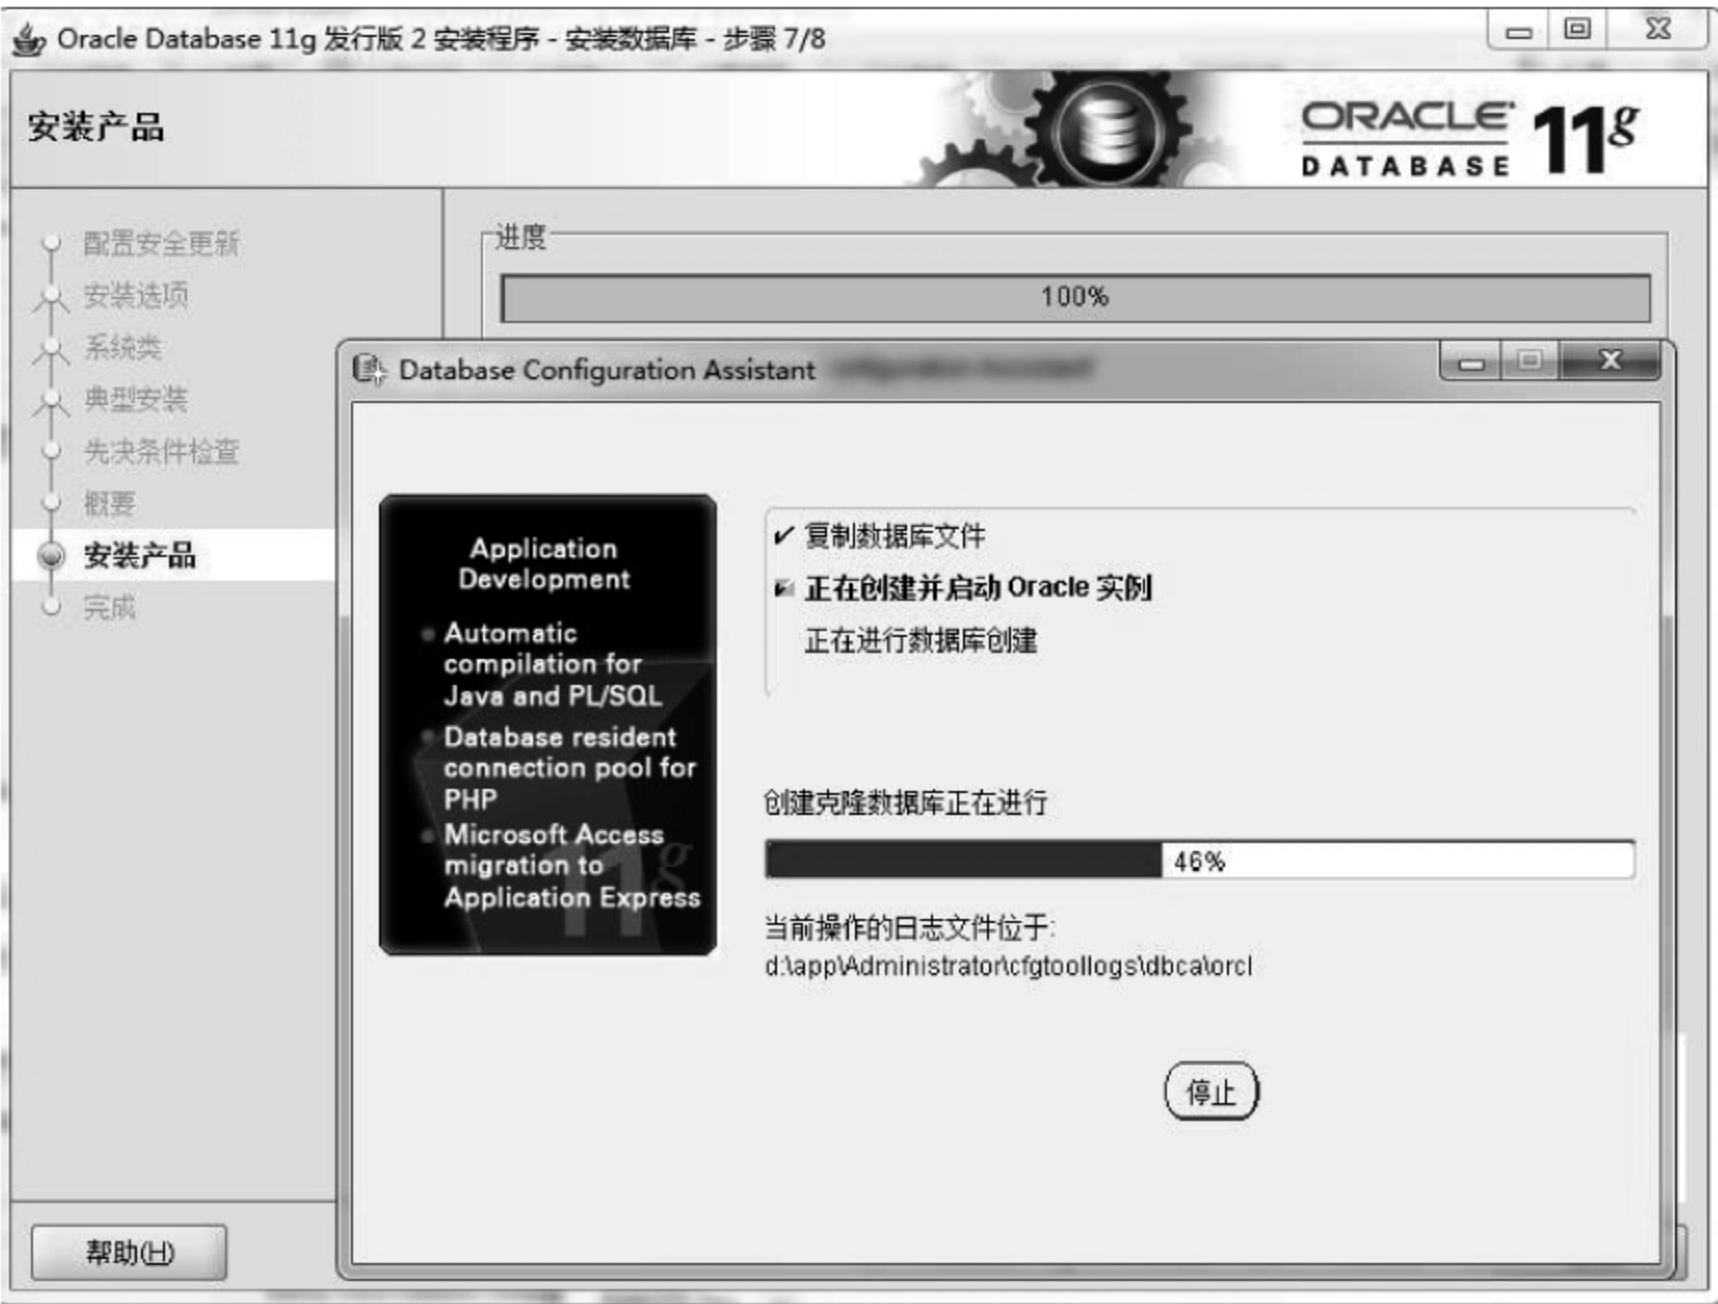 Oracle Database 11g 发行版 2 安装程序 - 安装数据库 - 步骤 7/8
安装产品
ORACLE 11g
DATABASE
配置安全更新
安装选项
系统类
典型安装
先决条件检查
概要
安装产品
完成
进度
100%
Database Configuration Assistant
Application
Development
Automatic
compilation for
Java and PL/SQL
Database resident
connection pool for
PHP
Microsoft Access
migration to
Application Express
复制数据库文件
正在创建并启动 Oracle 实例
正在进行数据库创建
创建克隆数据库正在进行
46%
当前操作的日志文件位于:
d:\app\Administrator\cfgtoollogs\dbca\orcl
停止
帮助(H)